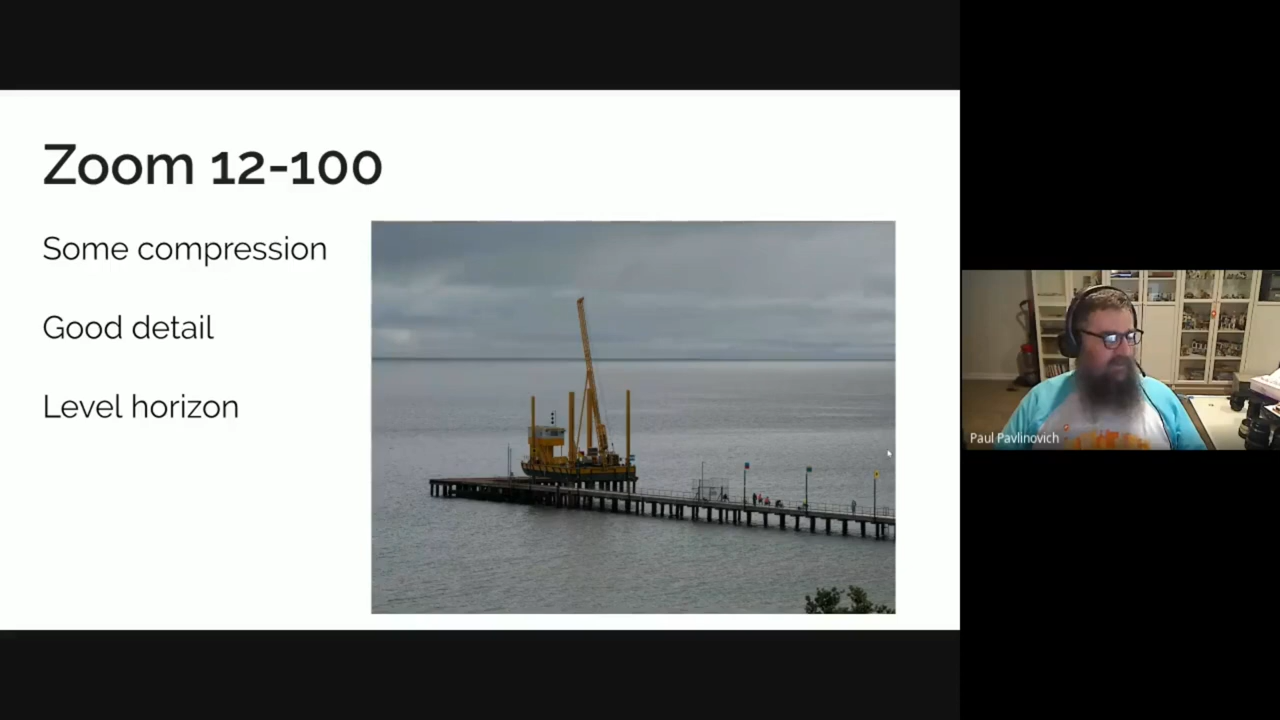 Zoom 12-100
Some compression
Good detail
Level horizon
Paul Pavlinovich